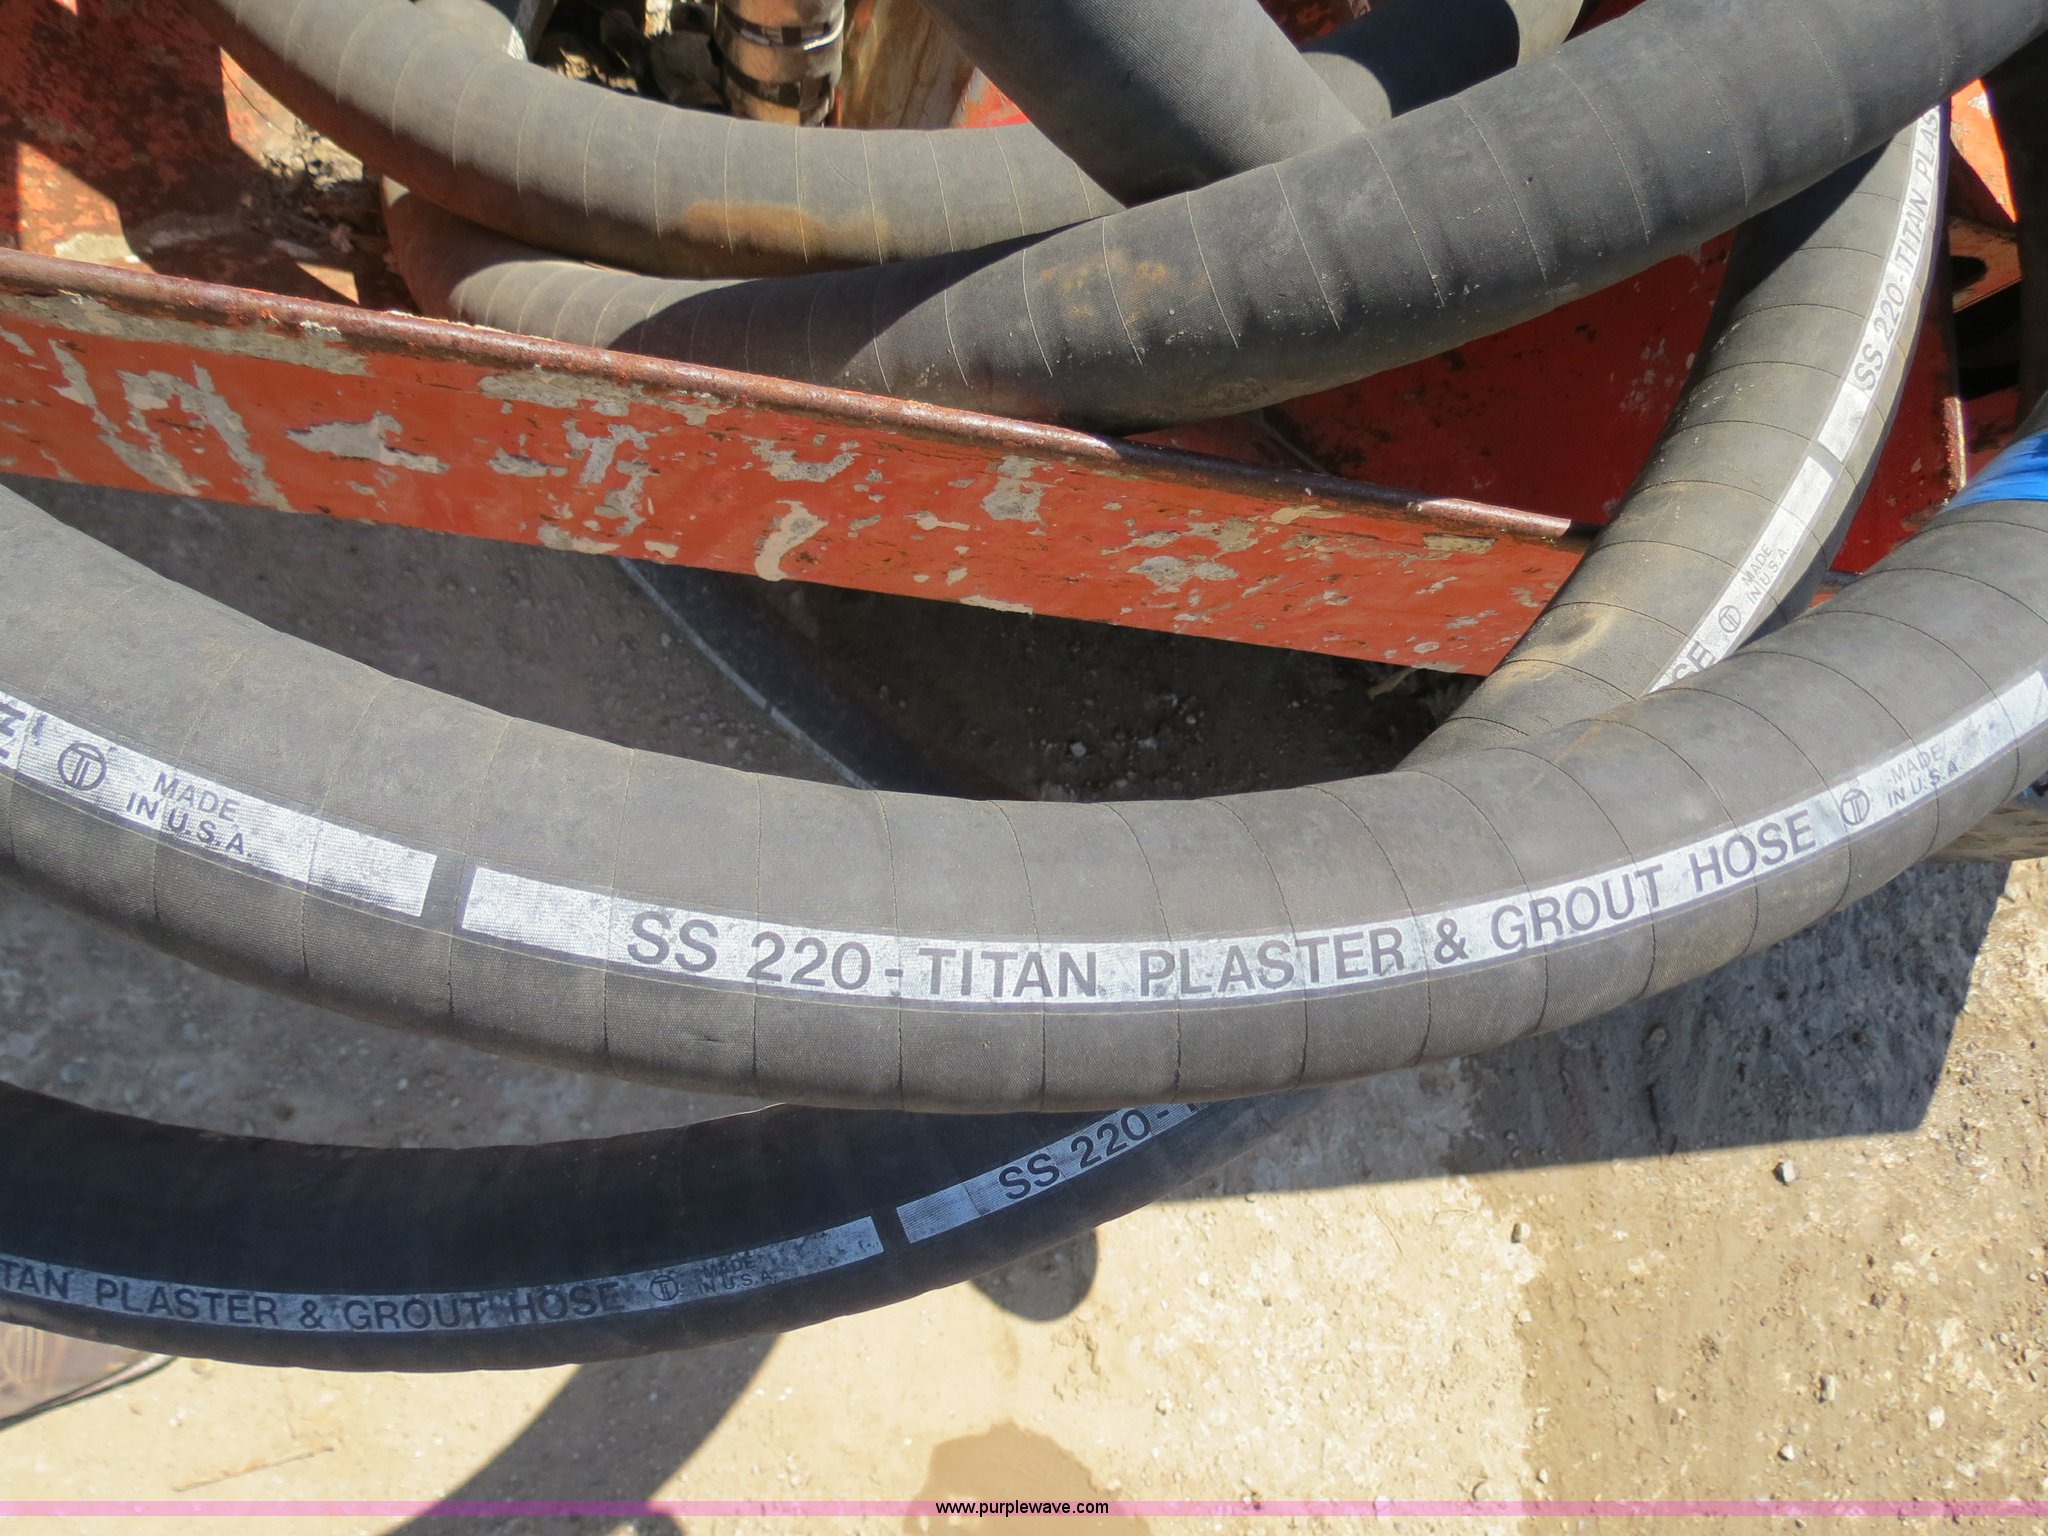 SS 220-TITAN PLAS
MADE
IN U.S.A.
SE
MADE
IN U.S.A.
SS 220-TITAN PLASTER & GROUT HOSE
MADE
IN U.S.A.
SS 220-
TAN PLASTER & GROUT HOSE
MADE
IN U.S.A.
www.purplewave.com